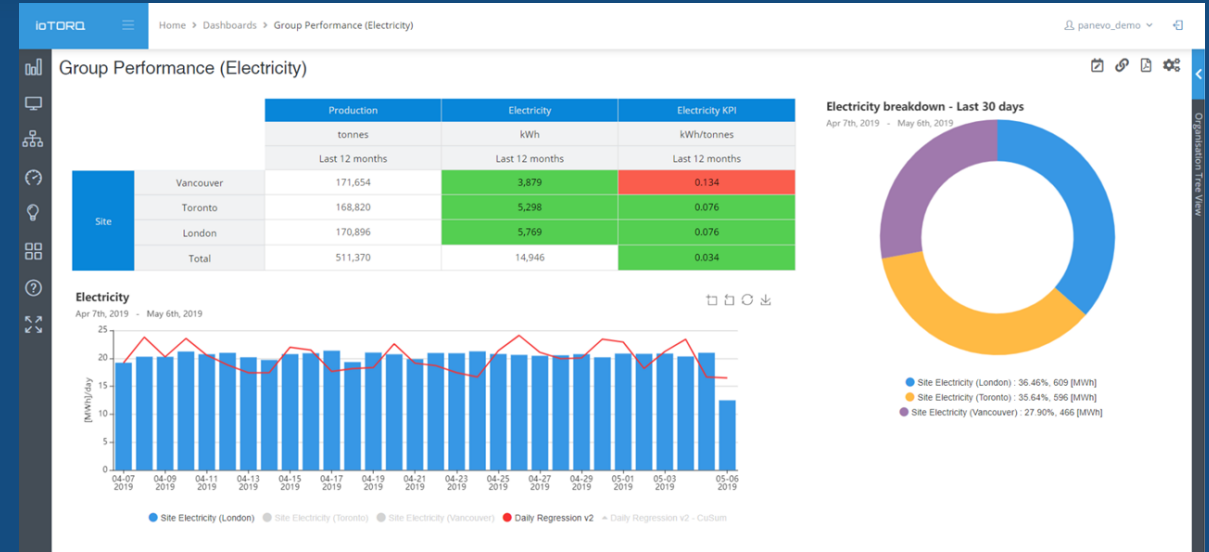 ioTORQ
Home > Dashboards > Group Performance (Electricity)
panevo_demo
Group Performance (Electricity)
Production Electricity Electricity KPI
tonnes kWh kWh/tonnes
Last 12 months Last 12 months Last 12 months
Site
Vancouver 171,654 3,879 0.134
Toronto 168,820 5,298 0.076
London 170,896 5,769 0.076
Total 511,370 14,946 0.034
Electricity
Apr 7th, 2019 - May 6th, 2019
[MWh]/day
25
20
15
10
5
0
04-07 04-09 04-11 04-13 04-15 04-17 04-19 04-21 04-23 04-25 04-27 04-29 05-01 05-03 05-06
2019 2019 2019 2019 2019 2019 2019 2019 2019 2019 2019 2019 2019 2019 2019
Site Electricity (London) Site Electricity (Toronto) Site Electricity (Vancouver) Daily Regression v2 Daily Regression v2 - CuSum
Electricity breakdown - Last 30 days
Apr 7th, 2019 - May 6th, 2019
Site Electricity (London) : 36.46%, 609 [MWh]
Site Electricity (Toronto) : 35.64%, 596 [MWh]
Site Electricity (Vancouver) : 27.90%, 466 [MWh]
Organisation Tree View